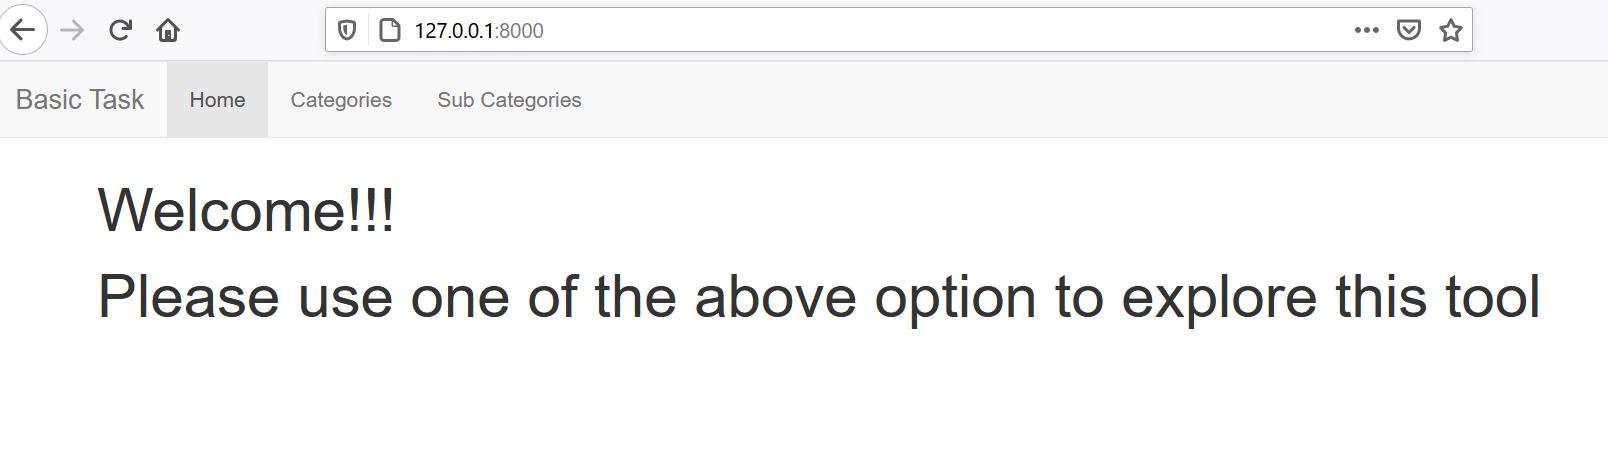 127.0.0.1:8000
Basic Task Home Categories Sub Categories
Welcome!!!
Please use one of the above option to explore this tool